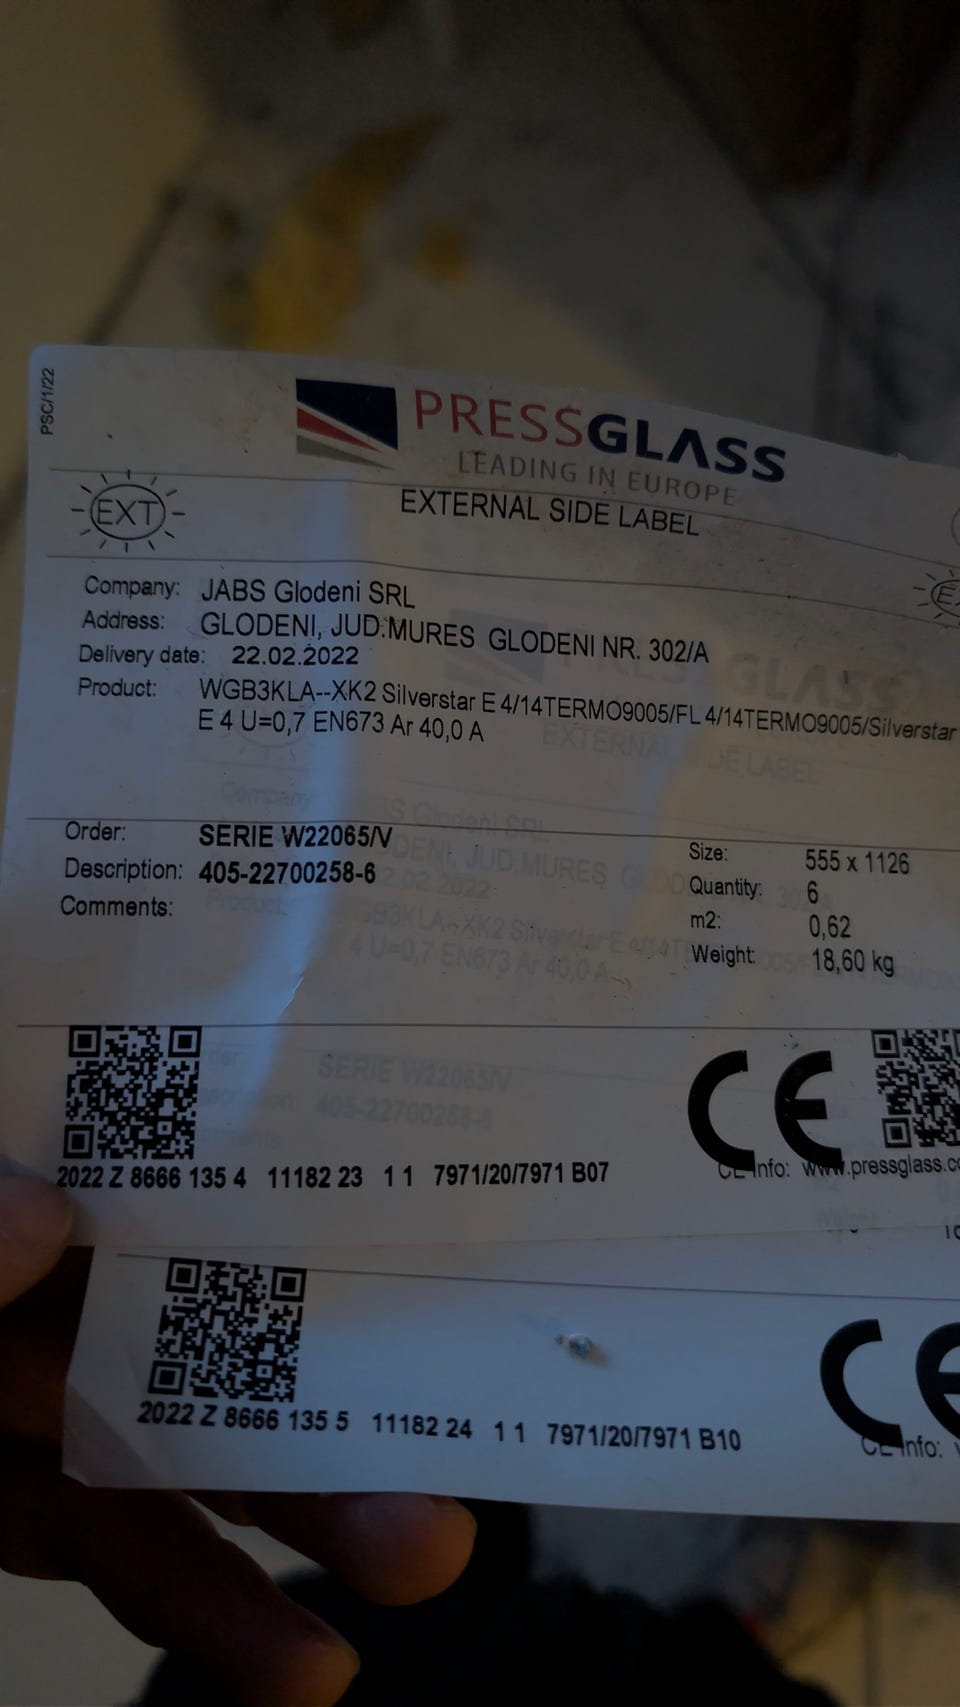 PSC/1/22
PRESSGLASS
LEADING IN EUROPE
EXT
EXTERNAL SIDE LABEL
Company: JABS Glodeni SRL
Address: GLODENI, JUD.MURES GLODENI NR. 302/A
Delivery date: 22.02.2022
Product: WGB3KLA--XK2 Silverstar E 4/14TERMO9005/FL 4/14TERMO9005/Silverstar
E 4 U=0,7 EN673 Ar 40,0 A
Order: SERIE W22065/V
Description: 405-22700258-6
Comments:
Size: 555 x 1126
Quantity: 6
m2: 0,62
Weight: 18,60 kg
CE
CE Info: www.pressglass.co
2022 Z 8666 135 4 11182 23 1 1 7971/20/7971 B07
CE
2022 Z 8666 135 5 11182 24 1 1 7971/20/7971 B10
CE Info: